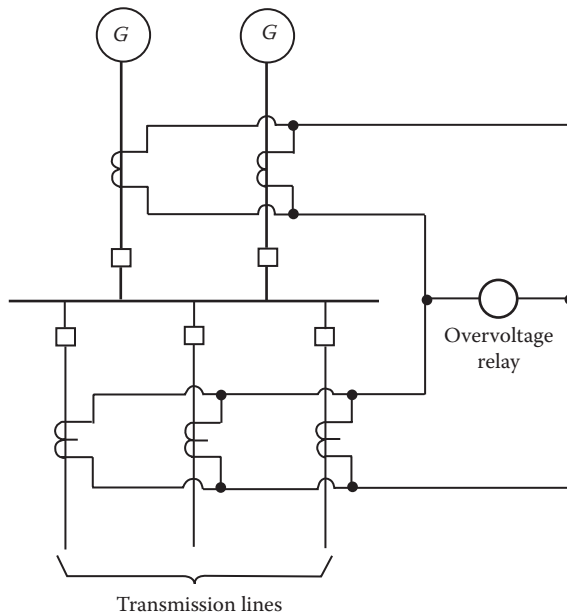 G
G
Overvoltage
relay
Transmission lines